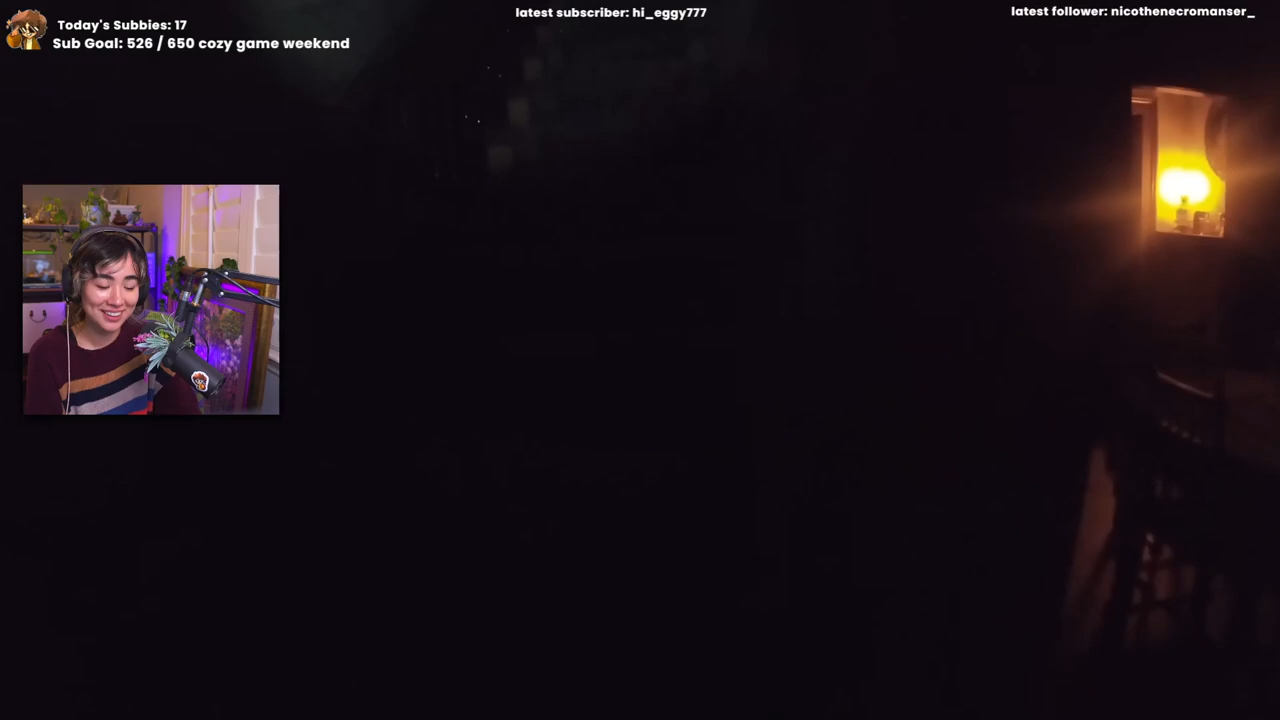 Today's Subbies: 17
Sub Goal: 526 / 650 cozy game weekend
latest subscriber: hi_eggy777
latest follower: nicothenecromanser_